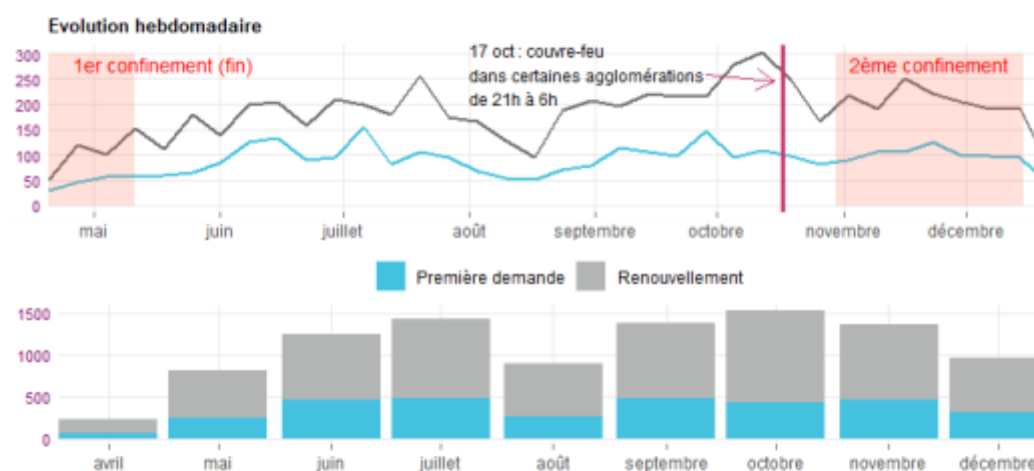 Evolution hebdomadaire
300
250
200
150
100
50
0
1er confinement (fin)
17 oct : couvre-feu
dans certaines agglomérations
de 21h à 6h
2ème confinement
mai juin juillet août septembre octobre novembre décembre
Première demande Renouvellement
1500
1000
500
0
avril mai juin juillet août septembre octobre novembre décembre